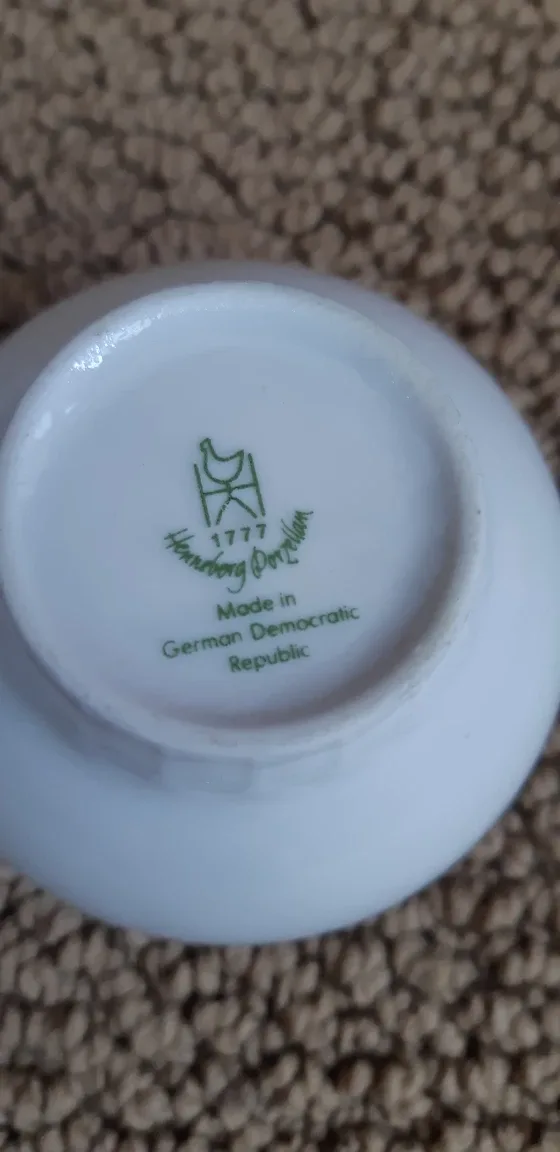 1777
Henneberg Porzellan
Made in
German Democratic
Republic